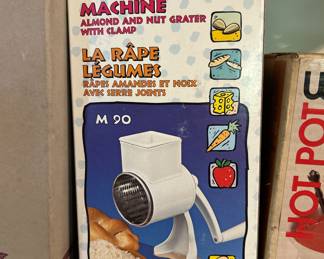 MACHINE
ALMOND AND NUT GRATER
WITH CLAMP
LA RÂPE
LÉGUMES
RÂPES AMANDES ET NOIX
AVEC SERRE JOINTS
M 90
HOT POT